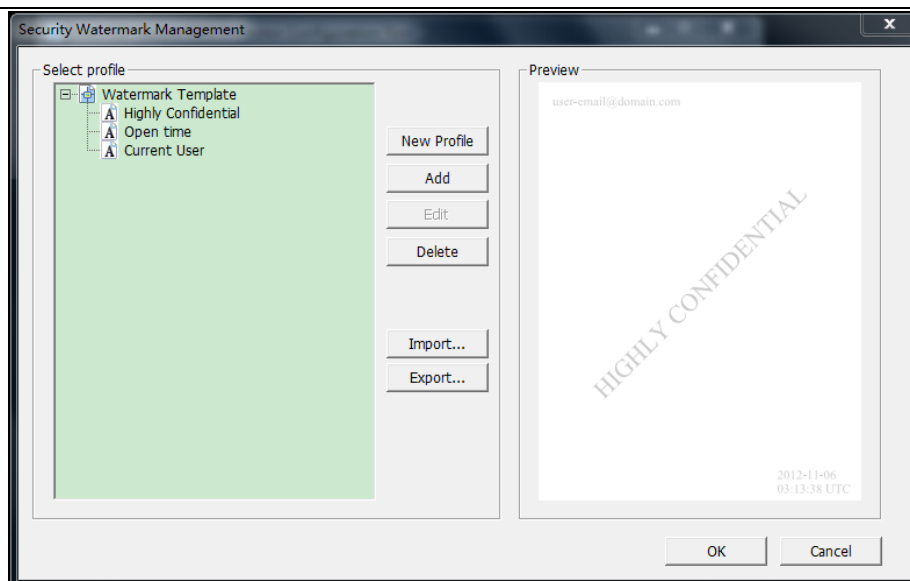 Security Watermark Management
x
Select profile
Watermark Template
A Highly Confidential
A Open time
A Current User
New Profile
Add
Edit
Delete
Import...
Export...
Preview
user-email@domain.com
HIGHLY CONFIDENTIAL
2012-11-06
03:13:38 UTC
OK
Cancel